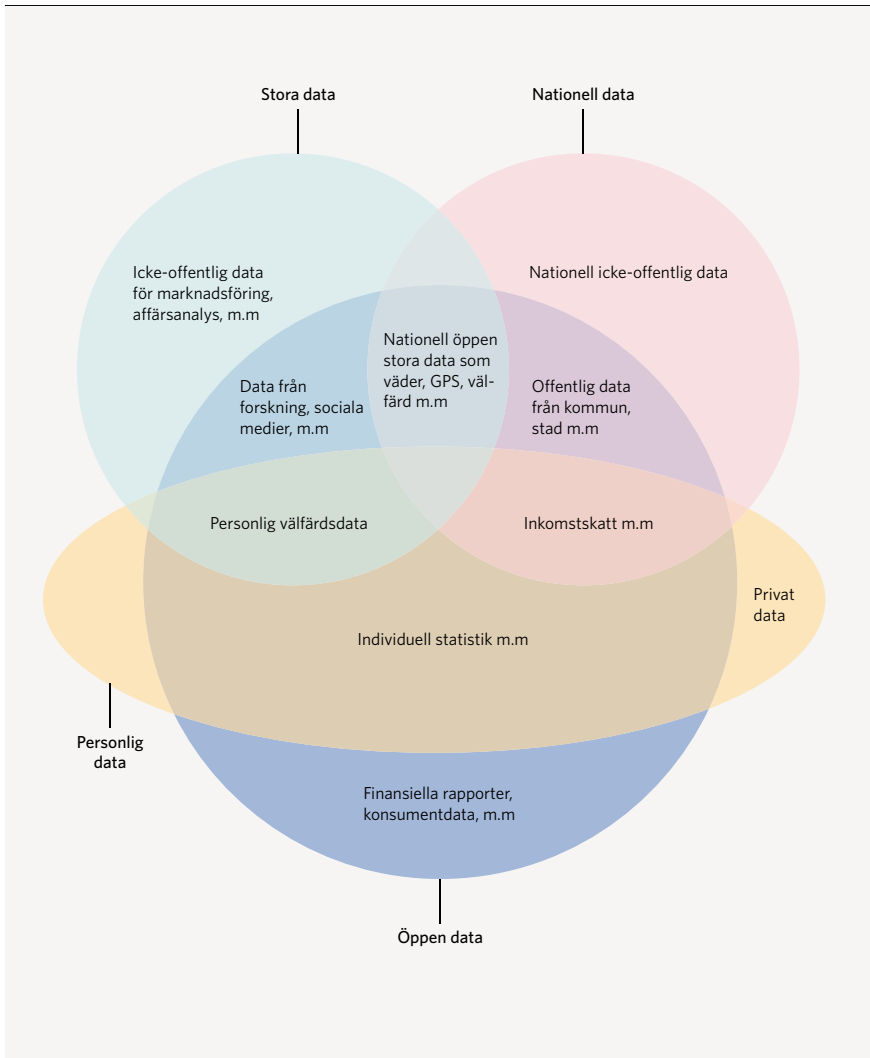 Stora data
Nationell data
Icke-offentlig data
för marknadsföring,
affärsanalys, m.m
Nationell icke-offentlig data
Nationell öppen
stora data som
väder, GPS, väl-
färd m.m
Data från
forskning, sociala
medier, m.m
Offentlig data
från kommun,
stad m.m
Personlig välfärdsdata
Inkomstskatt m.m
Privat
data
Individuell statistik m.m
Personlig
data
Finansiella rapporter,
konsumentdata, m.m
Öppen data